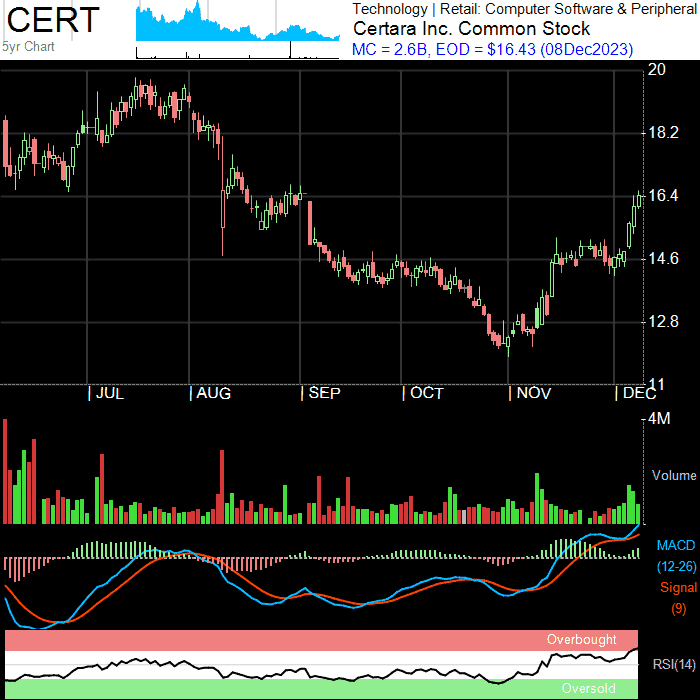 CERT
5yr Chart
Technology | Retail: Computer Software & Peripheral
Certara Inc. Common Stock
MC = 2.6B, EOD = $16.43 (08Dec2023)
20
18.2
16.4
14.6
12.8
11
| JUL | AUG | SEP | OCT | NOV | DEC
4M
Volume
MACD
(12-26)
Signal
(9)
Overbought
RSI(14)
Oversold